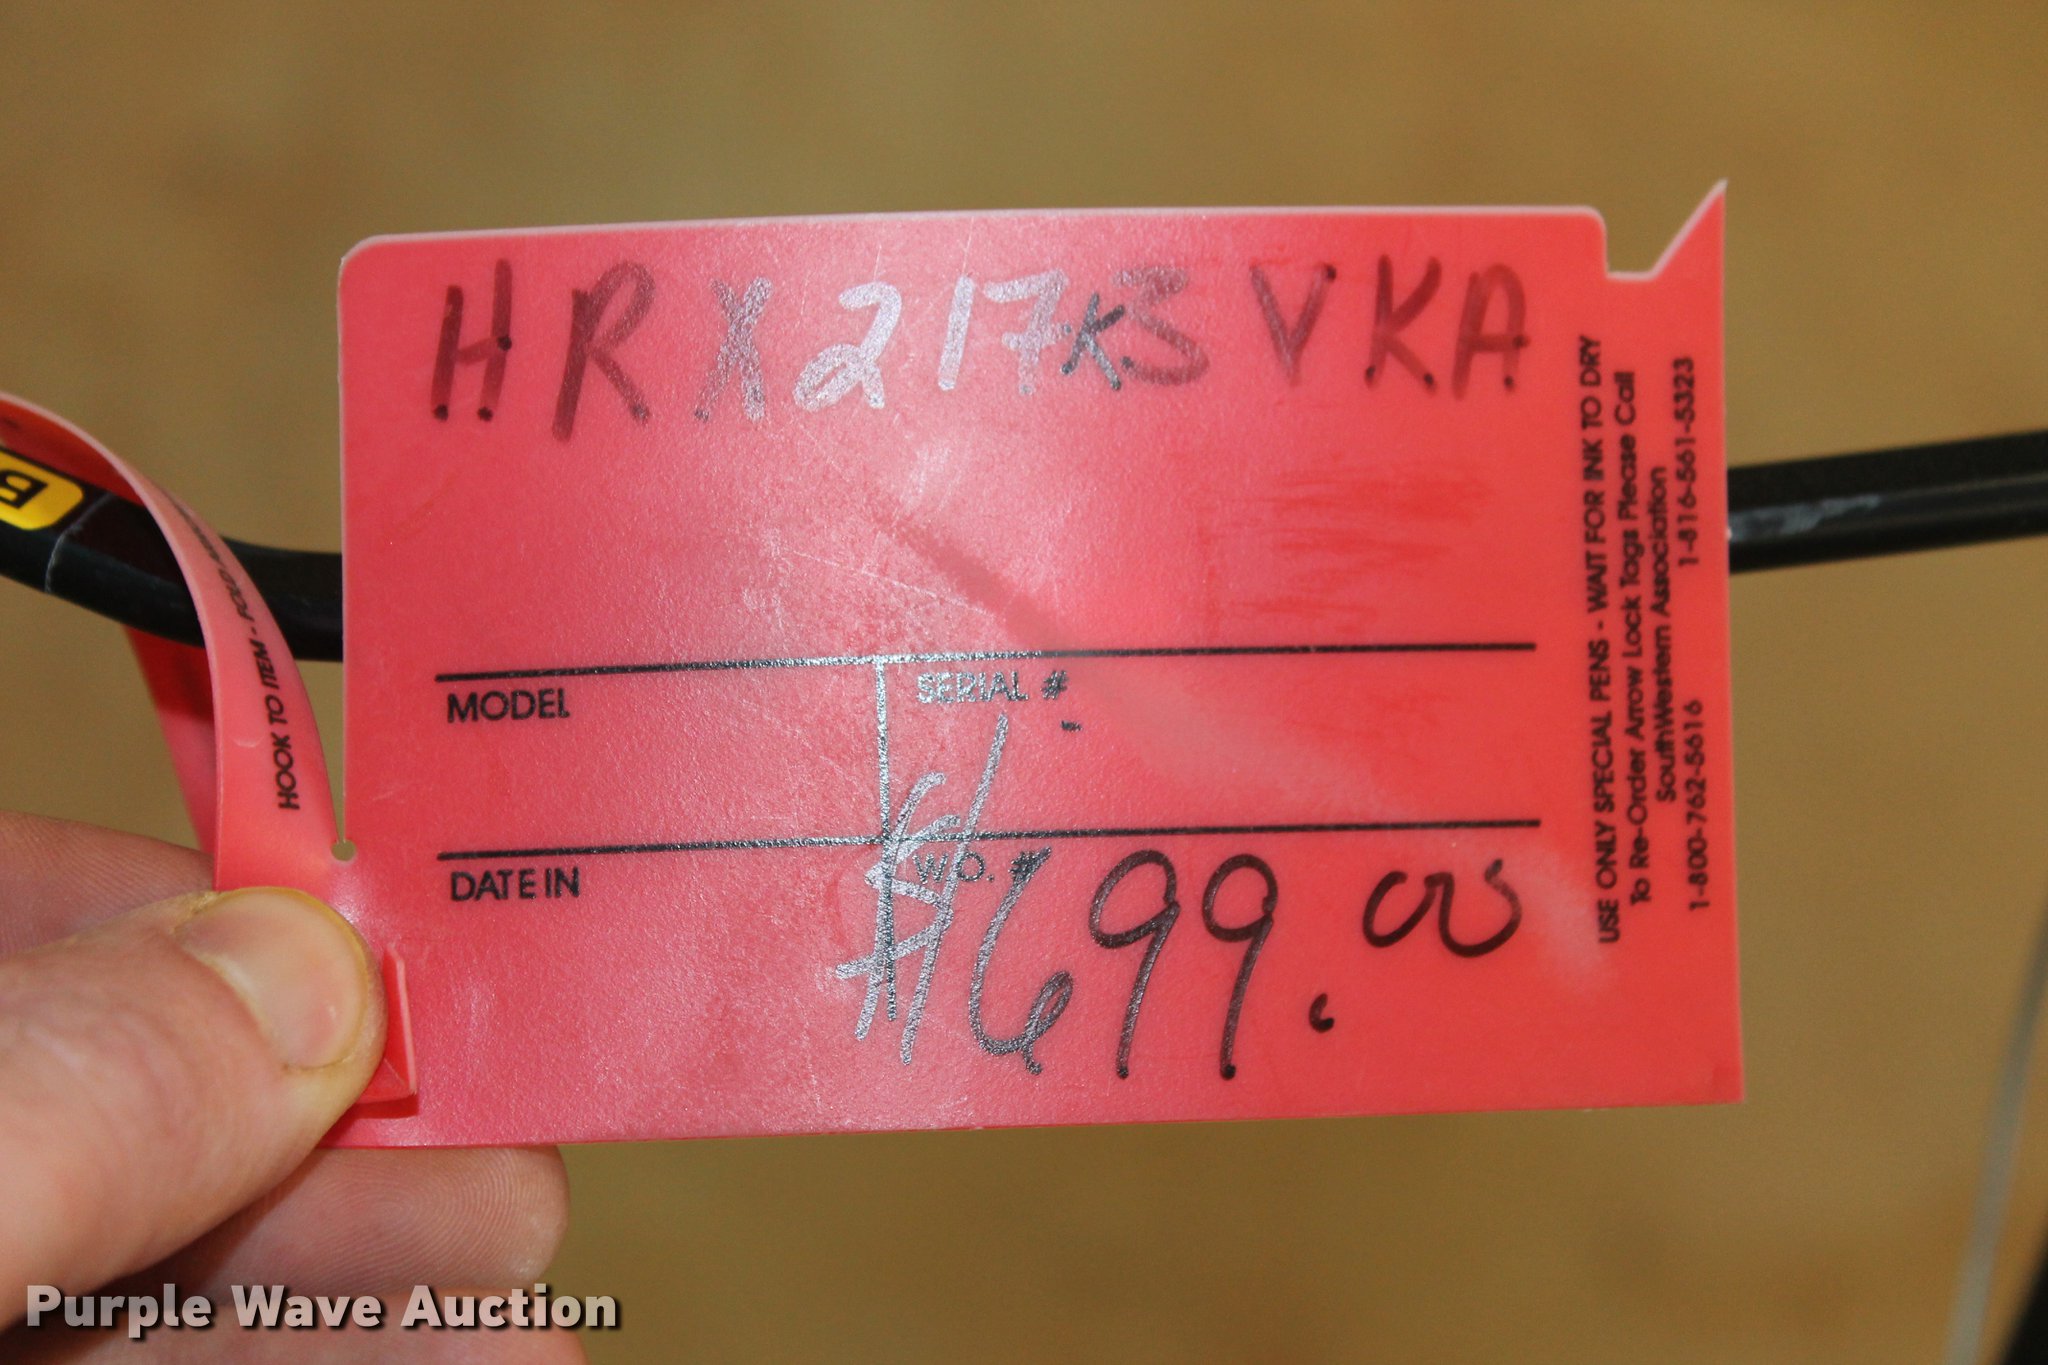 HRX217K3VKA
MODEL
SERIAL #
DATE IN
W.O. #
$699.00
USE ONLY SPECIAL PENS - WAIT FOR INK TO DRY
To Re-Order Arrow Lock Tags Please Call
SouthWestern Association
1-800-762-5616 1-816-561-5323
HOOK TO ITEM - FOLD
Purple Wave Auction